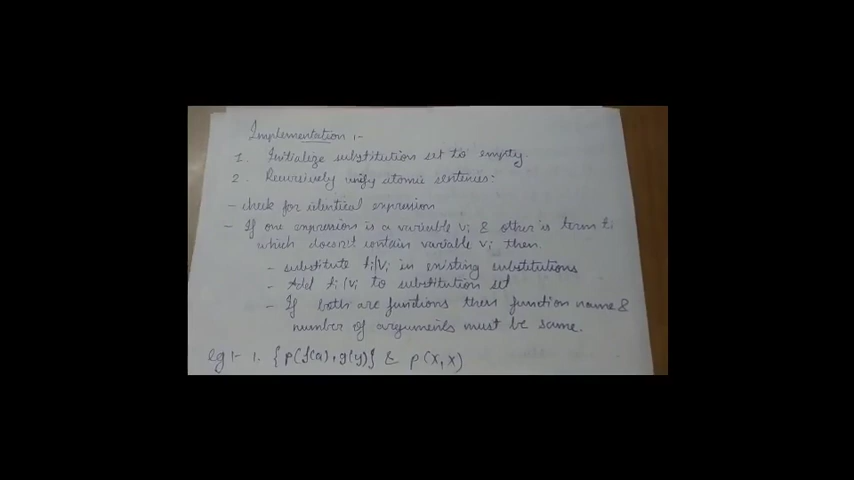 Implementation :-
1. Initialize substitution set to empty.
2. Recursively unify atomic sentences:
- check for identical expression
- If one expression is a variable vi & other is term ti
which doesn't contain variable vi then.
- substitute ti/vi in existing substitutions
- Add ti/vi to substitution set
- If both are functions then function name &
number of arguments must be same.
eg :- 1. {p(f(a), g(y)} & p(x,x)